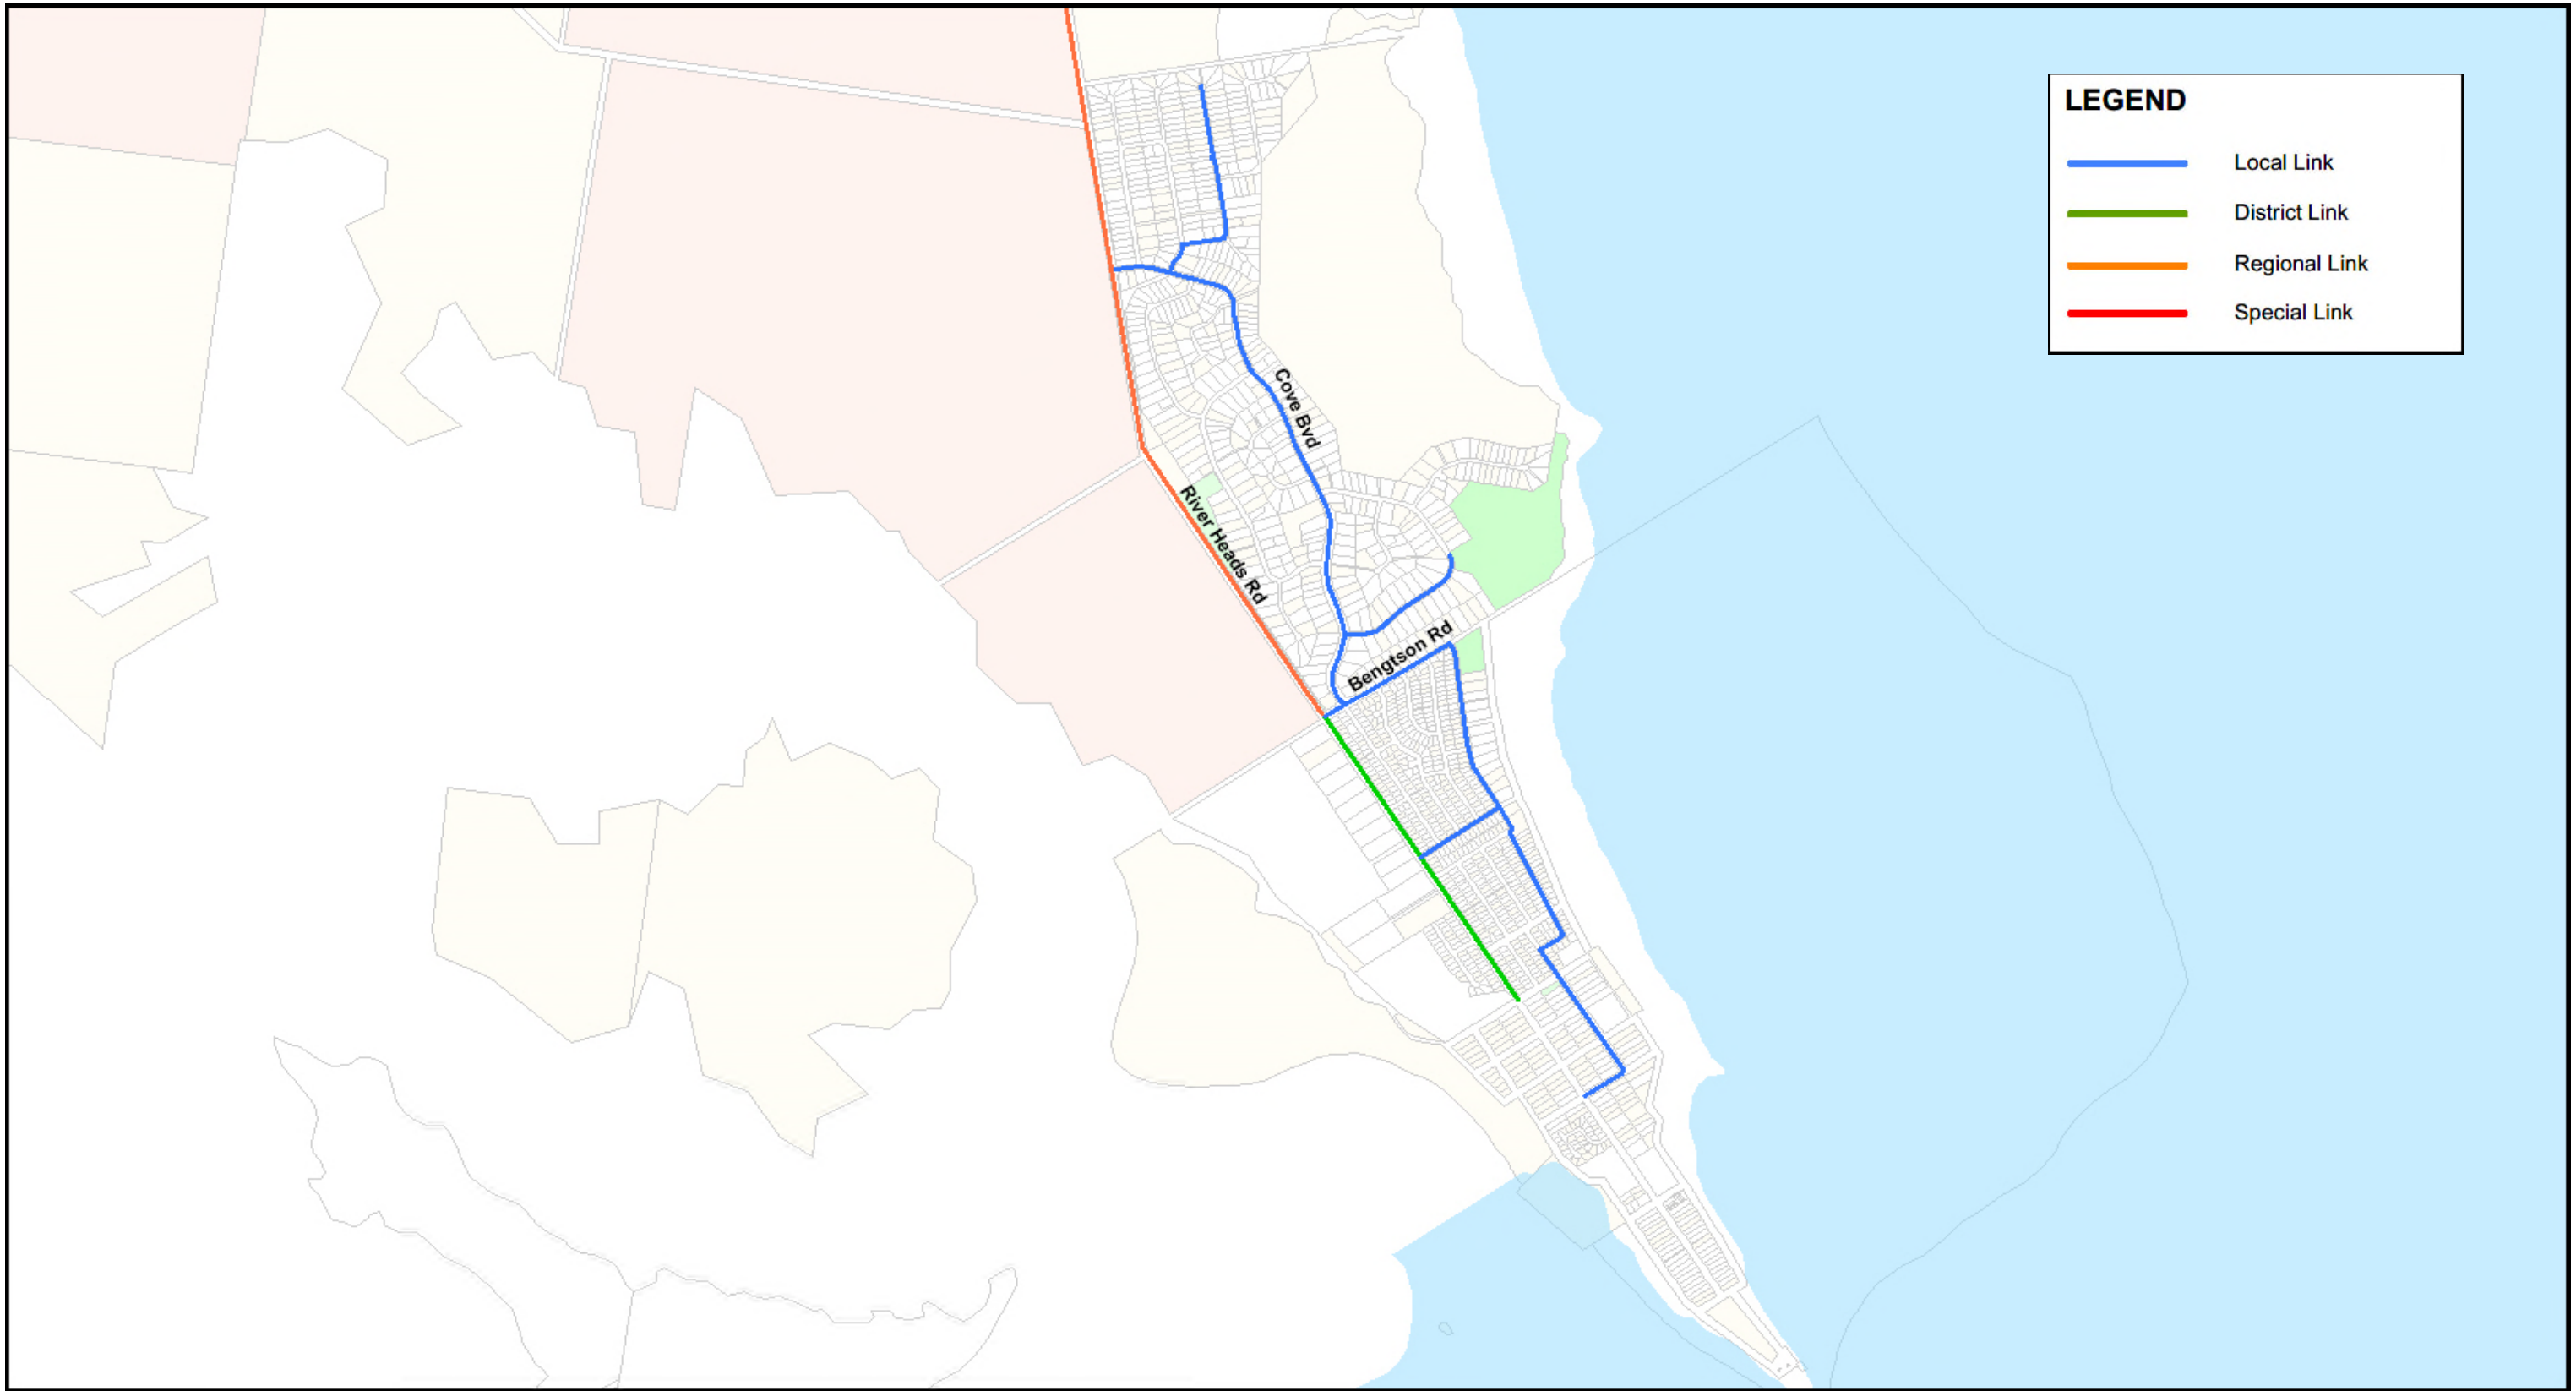 LEGEND
Local Link
District Link
Regional Link
Special Link
Cove Bvd
River Heads Rd
Bengtson Rd